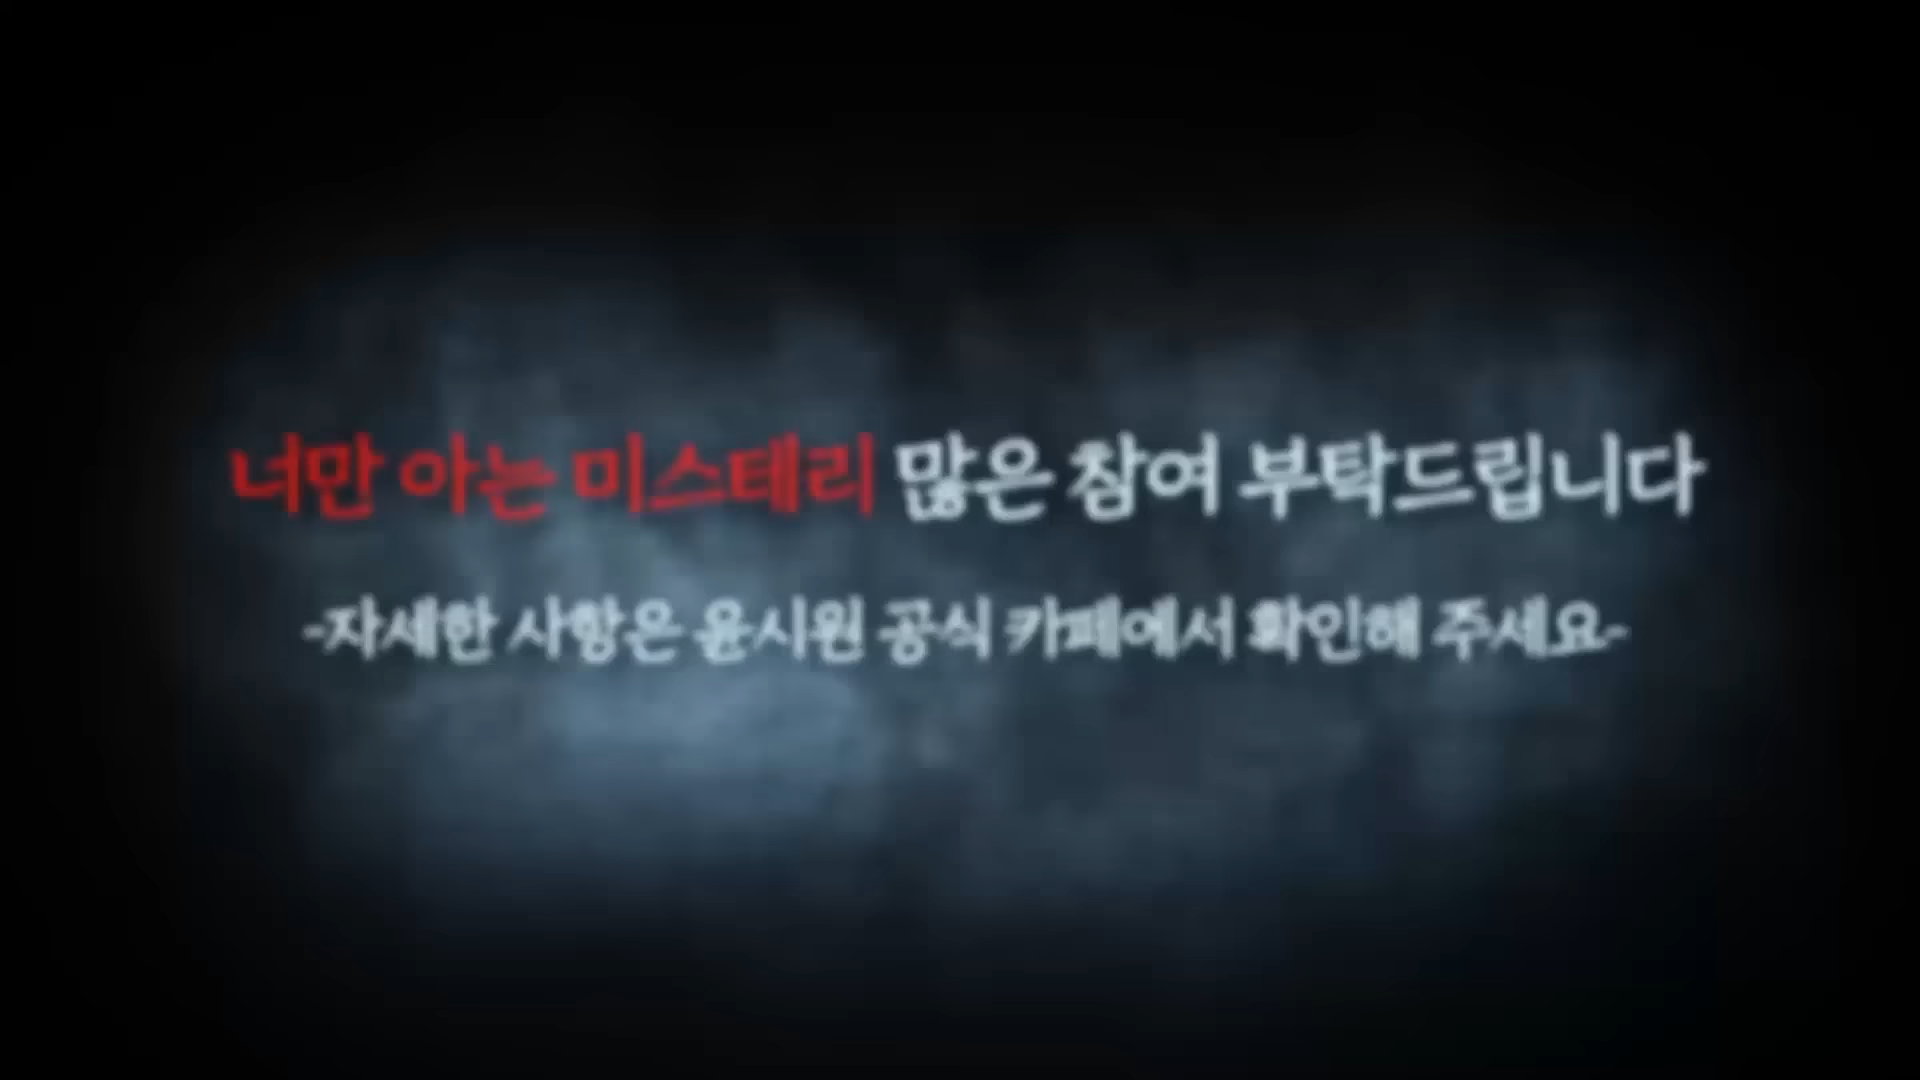 너만 아는 미스테리 많은 참여 부탁드립니다
-자세한 사항은 윤시원 공식 카페에서 확인해 주세요-